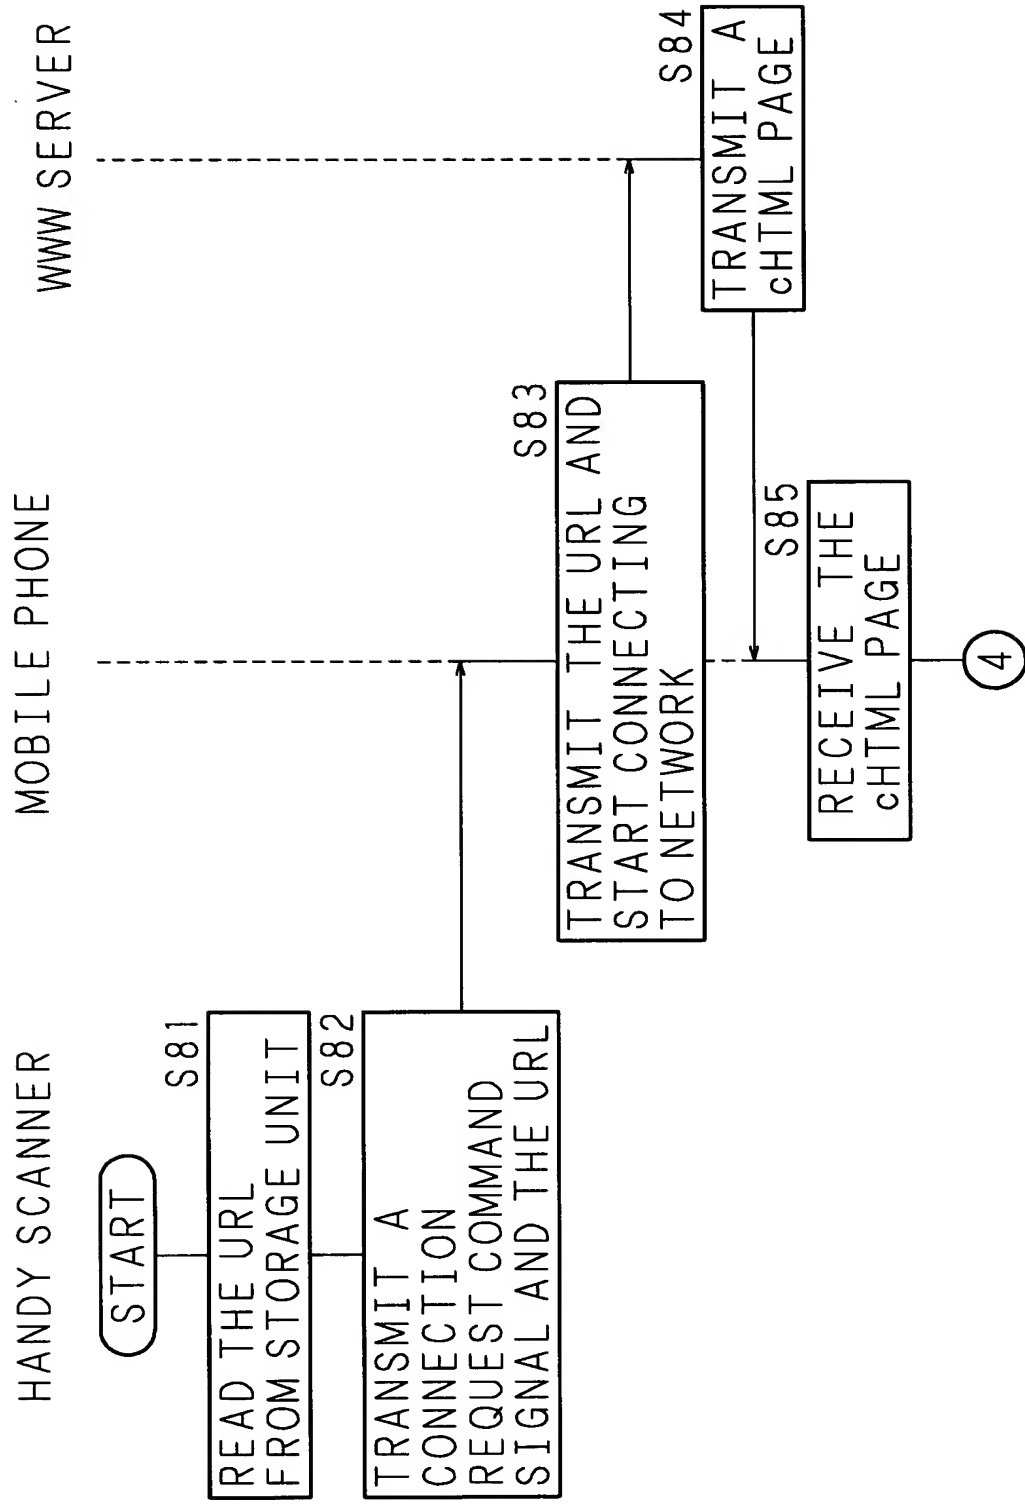 HANDY SCANNER
MOBILE PHONE
WWW SERVER
START
S81
READ THE URL
FROM STORAGE UNIT
S82
TRANSMIT A
CONNECTION
REQUEST COMMAND
SIGNAL AND THE URL
S83
TRANSMIT THE URL AND
START CONNECTING
TO NETWORK
S84
TRANSMIT A
cHTML PAGE
S85
RECEIVE THE
cHTML PAGE
4